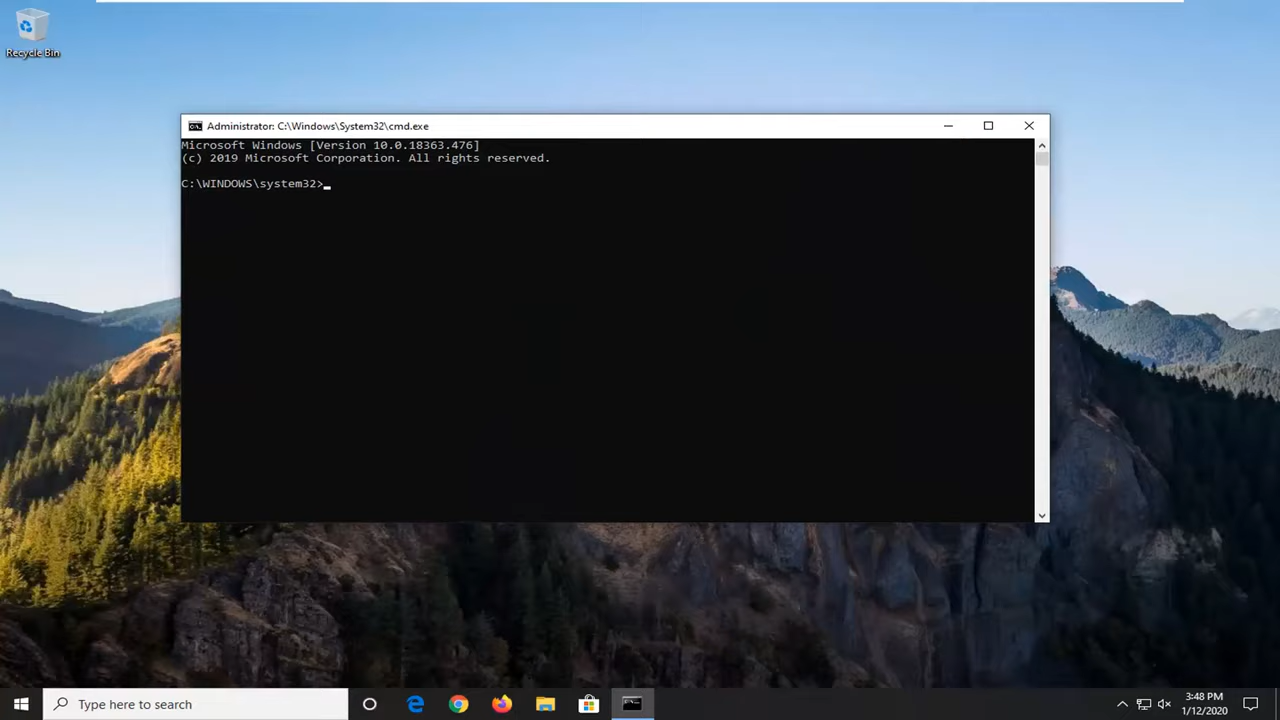 Recycle Bin
Administrator: C:\Windows\System32\cmd.exe
Microsoft Windows [Version 10.0.18363.476]
(c) 2019 Microsoft Corporation. All rights reserved.
C:\WINDOWS\system32>
Type here to search
3:48 PM
1/12/2020